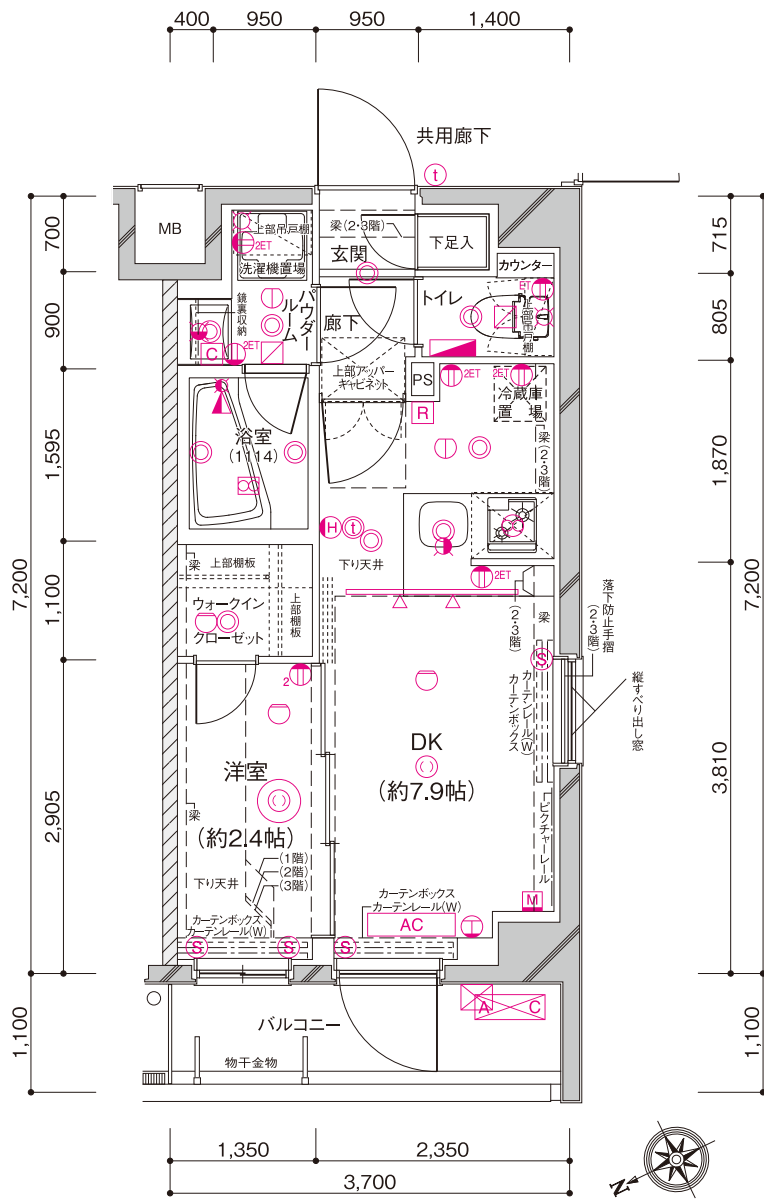 400
950
950
1,400
共用廊下
t
700
900
1,595
1,100
2,905
7,200
1,100
715
805
1,870
3,810
7,200
1,100
MB
上部吊戸棚
2ET
洗濯機置場
梁(2・3階)
玄関
下足入
カウンター
鏡裏収納
パウダー
ルーム
廊下
トイレ
ET
上部吊戸棚
C
2ET
上部アッパー
キャビネット
PS
2ET
2ET
冷蔵庫
置場
R
浴室
(1114)
梁(2・3階)
H
t
下り天井
2ET
梁
上部棚板
ウォークイン
クローゼット
上部棚板
梁
(2・3階)
落下防止手摺
(2・3階)
S
2
カーテンレール(W)
カーテンボックス
縦すべり出し窓
DK
(約7.9帖)
洋室
(約2.4帖)
梁
ピクチャーレール
下り天井
(1階)
(2階)
(3階)
M
カーテンボックス
カーテンレール(W)
カーテンボックス
カーテンレール(W)
AC
S
S
S
バルコニー
A C
物干金物
1,350
2,350
3,700
N